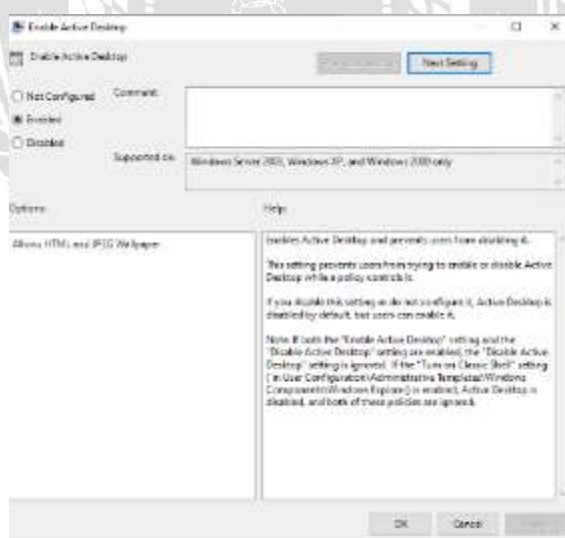 Enable Active Desktop
Enable Active Desktop
Next Setting
Not Configured
Comment:
Enabled
Disabled
Supported on:
Windows Server 2003, Windows XP, and Windows 2000 only
Options:
Help:
Allows HTML and JPEG Wallpaper
Enables Active Desktop and prevents users from disabling it.
This setting prevents users from trying to enable or disable Active
Desktop while a policy controls it.
If you disable this setting or do not configure it, Active Desktop is
disabled by default, but users can enable it.
Note: If both the "Enable Active Desktop" setting and the
"Disable Active Desktop" setting are enabled, the "Disable Active
Desktop" setting is ignored. If the "Turn on Classic Shell" setting
( in User Configuration\Administrative Templates\Windows
Components\Windows Explorer) is enabled, Active Desktop is
disabled, and both of these policies are ignored.
OK
Cancel